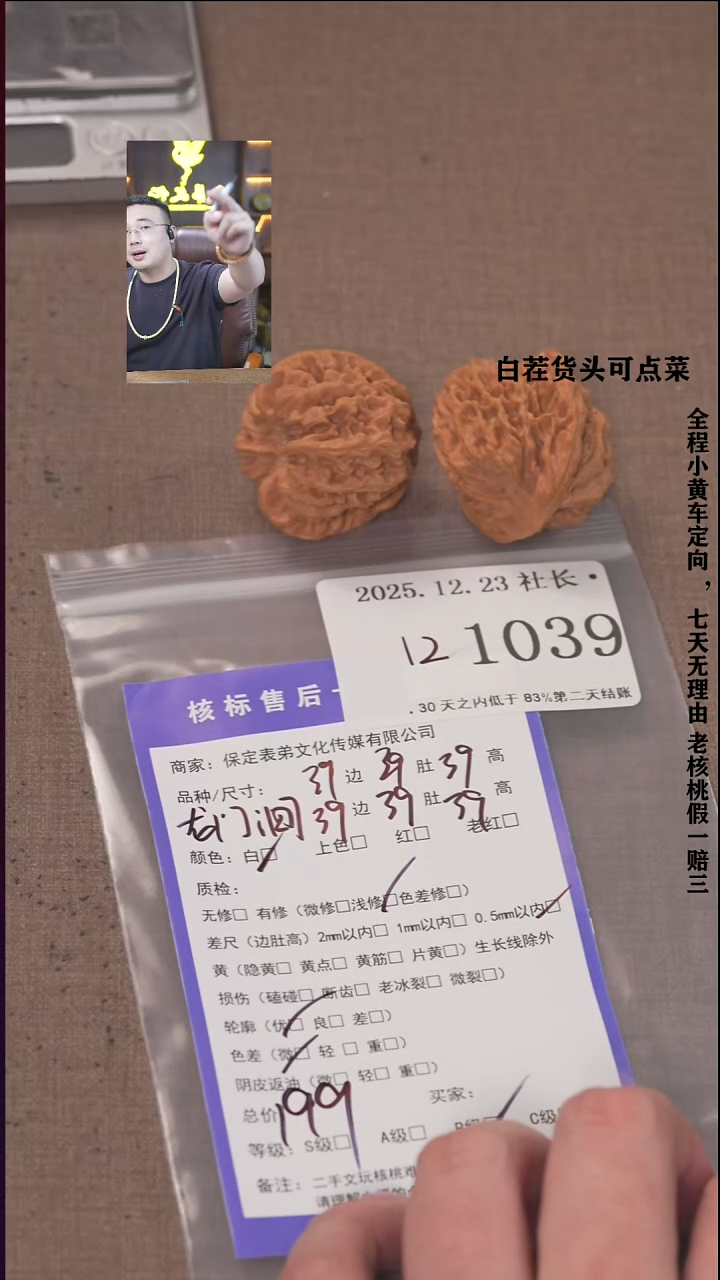 白茬货头可点菜
全程小黄车定向，七天无理由老核桃假一赔三
2025.12.23 社长·
12 1039
.30天之内低于83%第二天结账
核标售后
商家：保定表弟文化传媒有限公司
品种/尺寸： 39 边 39 肚 39 高
龙门洄 39 边 39 肚 39 高
颜色：白□ 上色□ 红□ 老红□
质检：
无修□ 有修（微修□浅修□色差修□）
差尺（边肚高）2mm以内□ 1mm以内□ 0.5mm以内□
黄（隐黄□ 黄点□ 黄筋□ 片黄□）生长线除外
损伤（磕碰□ 断齿□ 老冰裂□ 微裂□）
轮廓（优□ 良□ 差□）
色差（微□ 轻□ 重□）
阴皮返油（微□ 轻□ 重□）
总价 199 买家：
等级：S级□ A级□ B级□ C级
备注：二手文玩核桃难